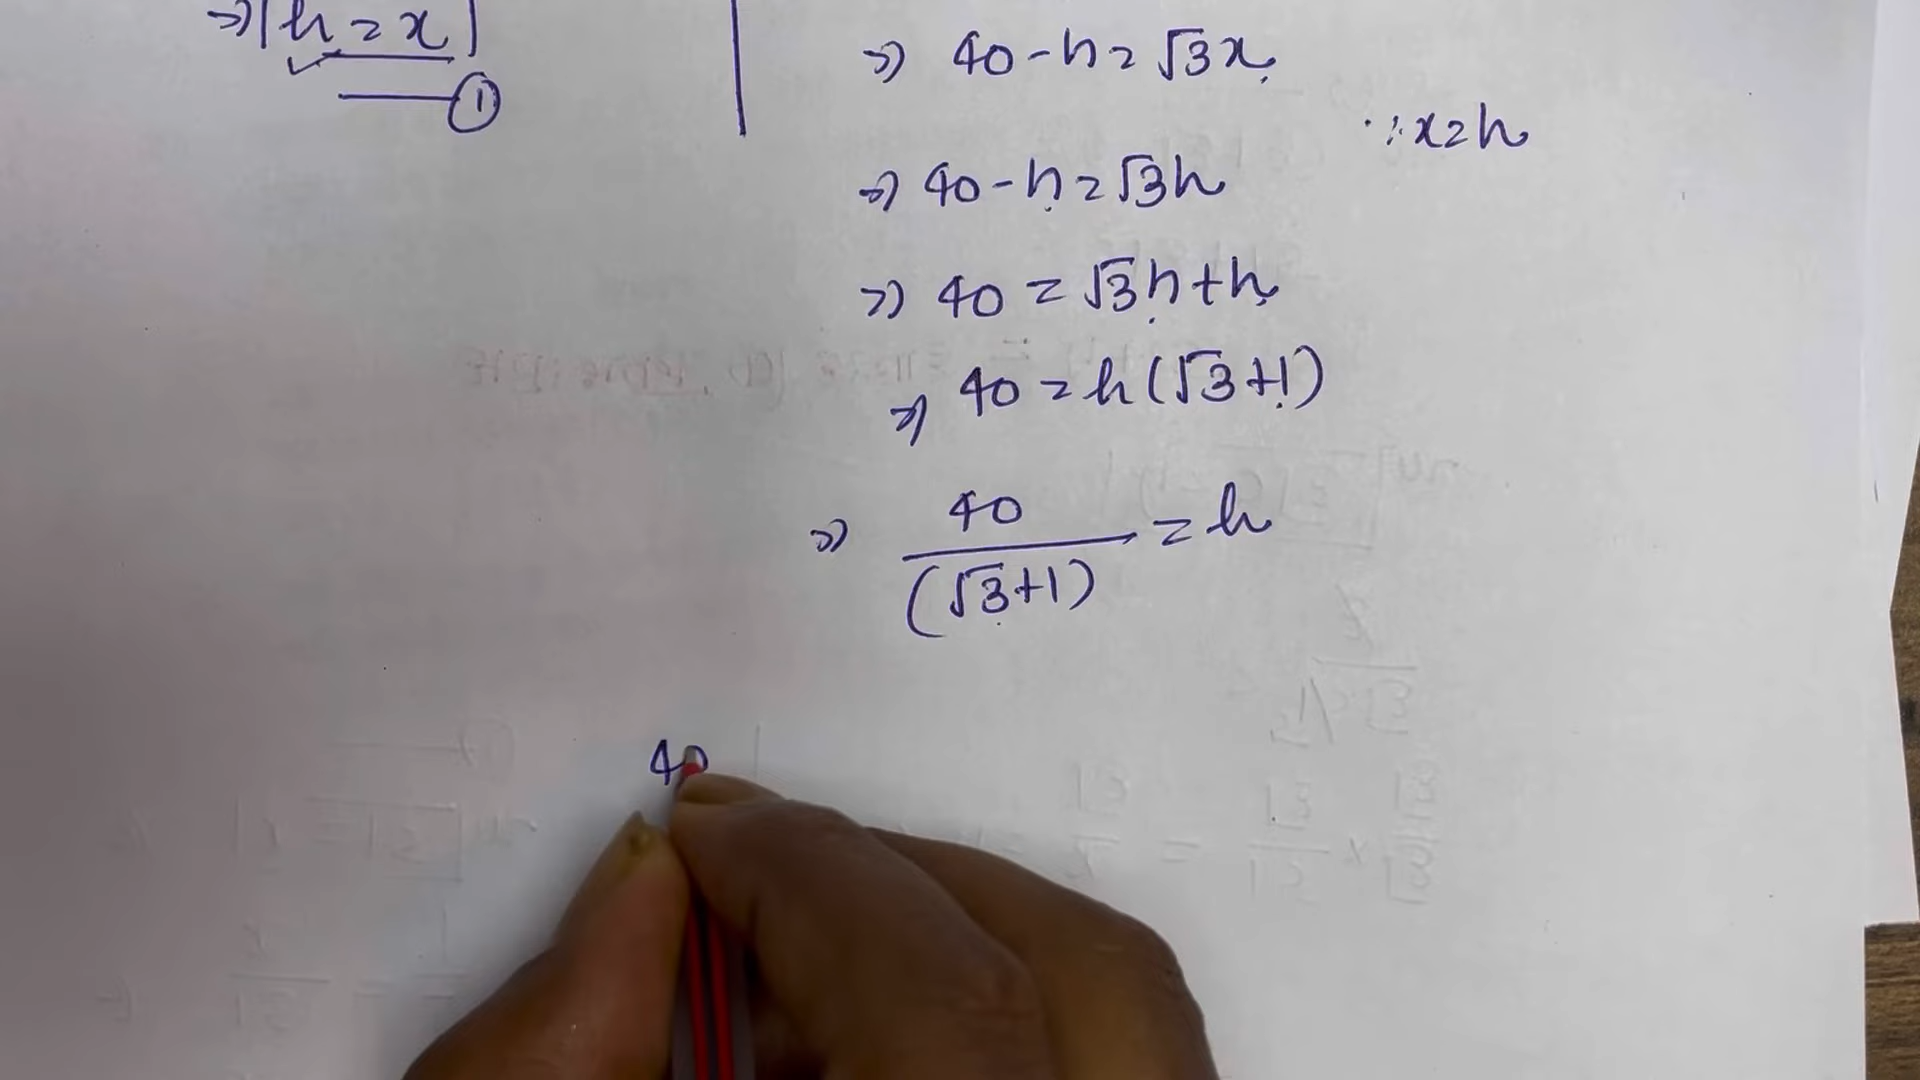 ⇒ h = x
①
⇒ 40 - h = √3x
∵ x = h
⇒ 40 - h = √3h
⇒ 40 = √3h + h
⇒ 40 = h(√3+1)
⇒ 40/(√3+1) = h
40